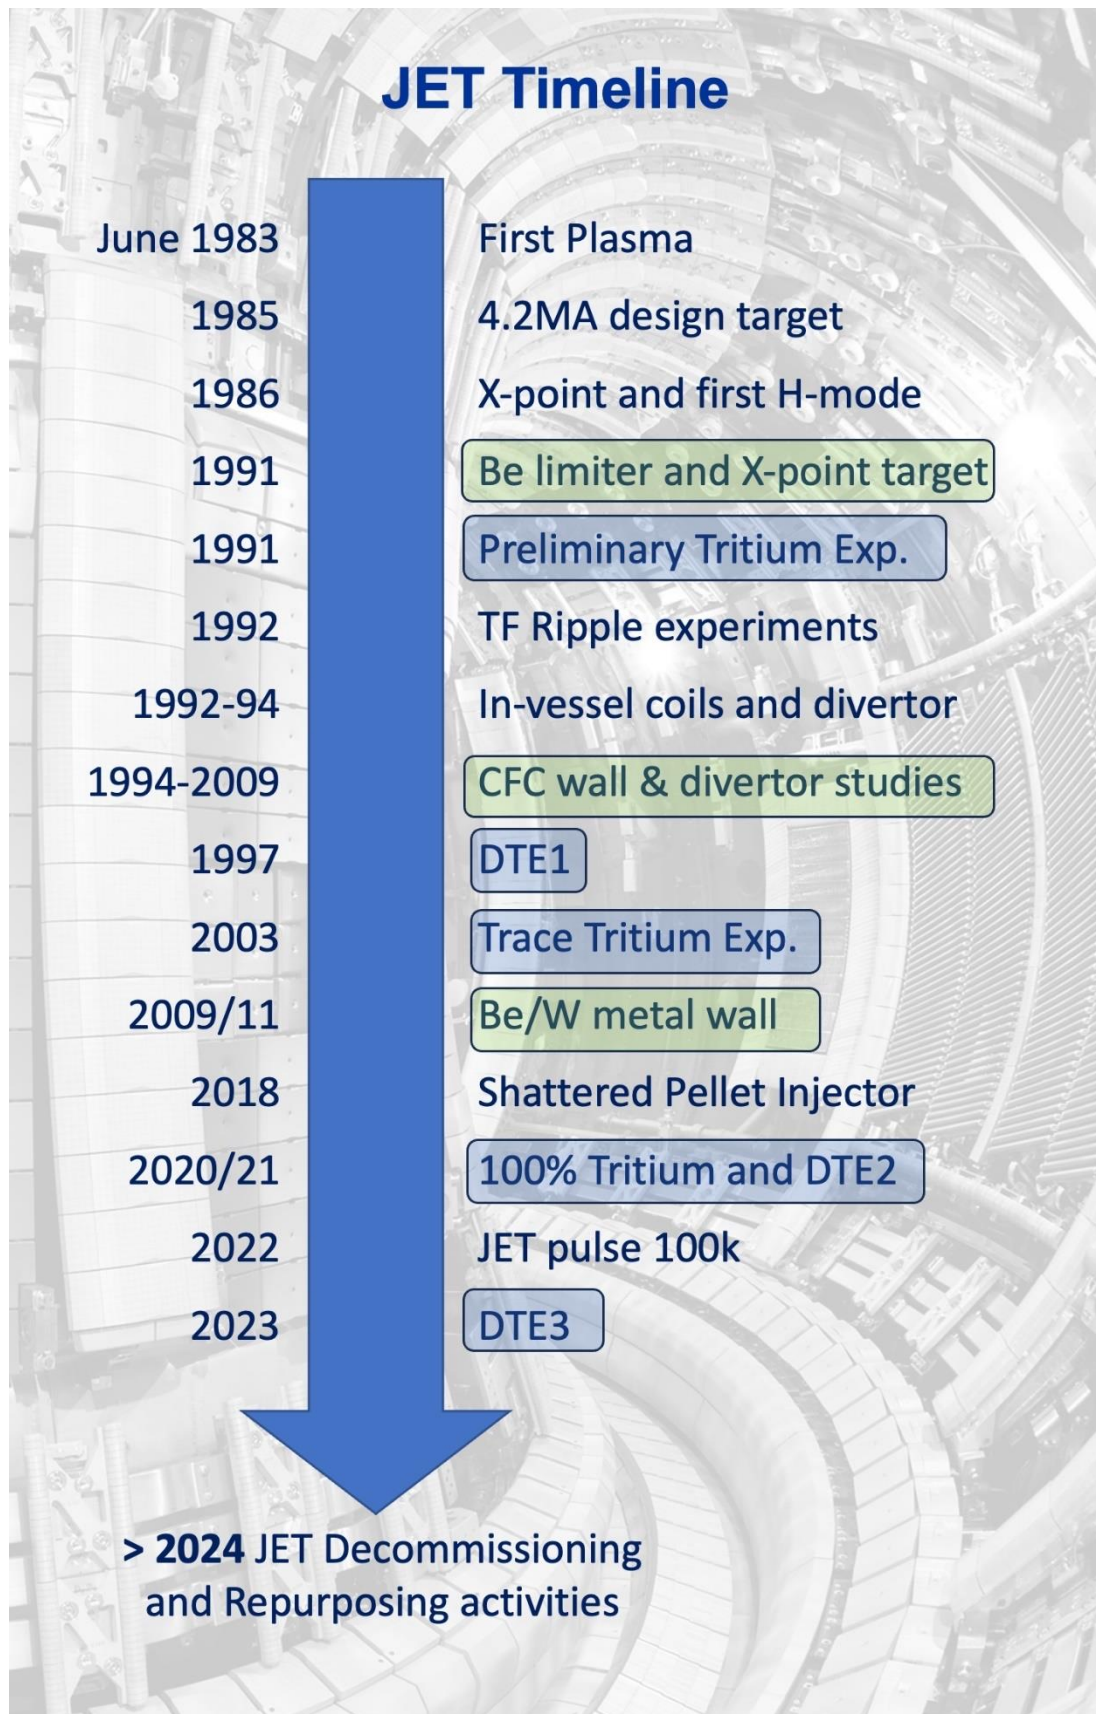 JET Timeline
June 1983 First Plasma
1985 4.2MA design target
1986 X-point and first H-mode
1991 Be limiter and X-point target
1991 Preliminary Tritium Exp.
1992 TF Ripple experiments
1992-94 In-vessel coils and divertor
1994-2009 CFC wall & divertor studies
1997 DTE1
2003 Trace Tritium Exp.
2009/11 Be/W metal wall
2018 Shattered Pellet Injector
2020/21 100% Tritium and DTE2
2022 JET pulse 100k
2023 DTE3
> 2024 JET Decommissioning
and Repurposing activities